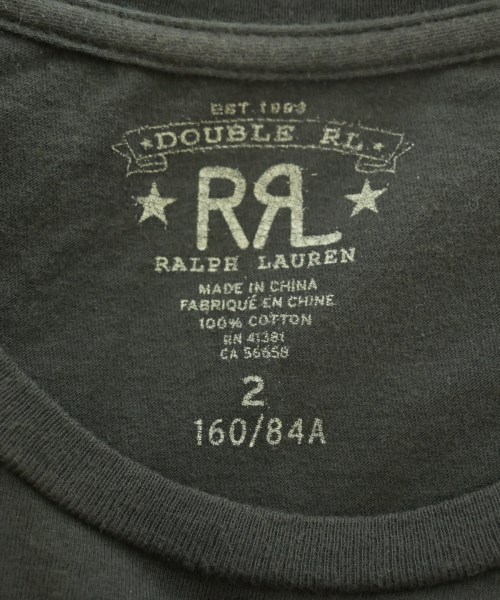 EST. 1993
DOUBLE RL
RRL
RALPH LAUREN
MADE IN CHINA
FABRIQUÉ EN CHINE
100% COTTON
RN 41381
CA 56658
2
160/84A